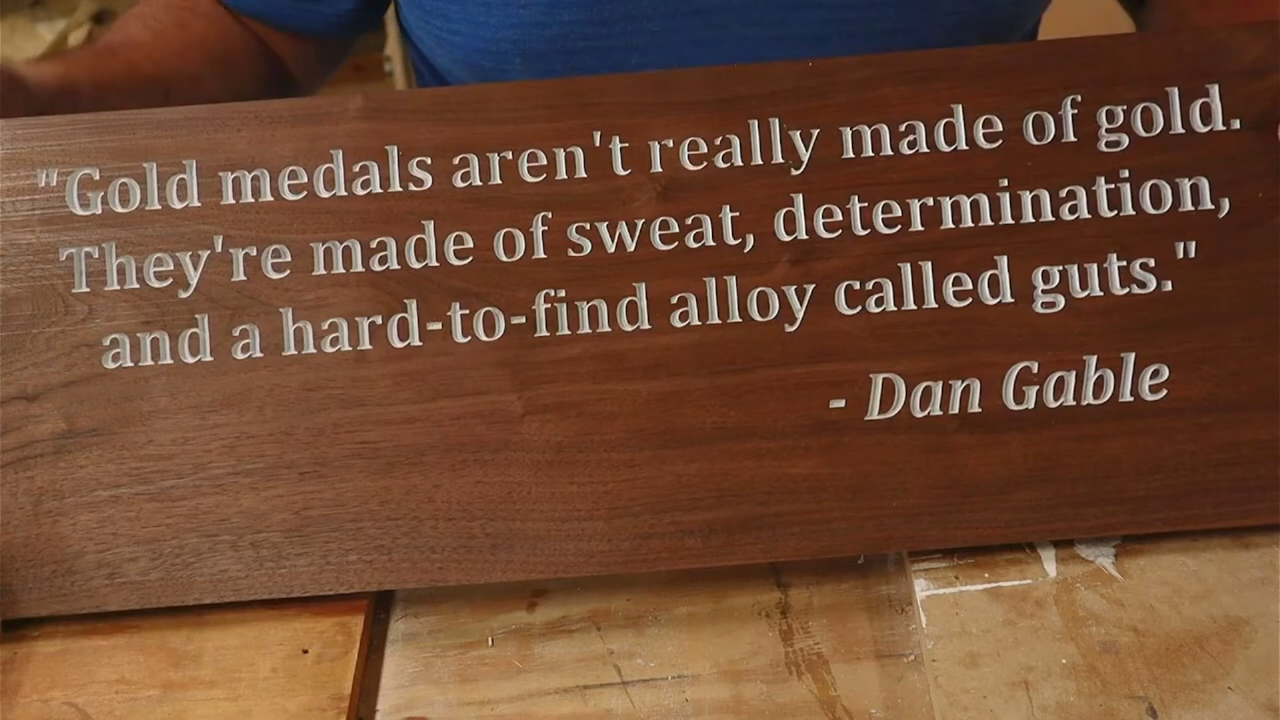 "Gold medals aren't really made of gold.
They're made of sweat, determination,
and a hard-to-find alloy called guts."
- Dan Gable